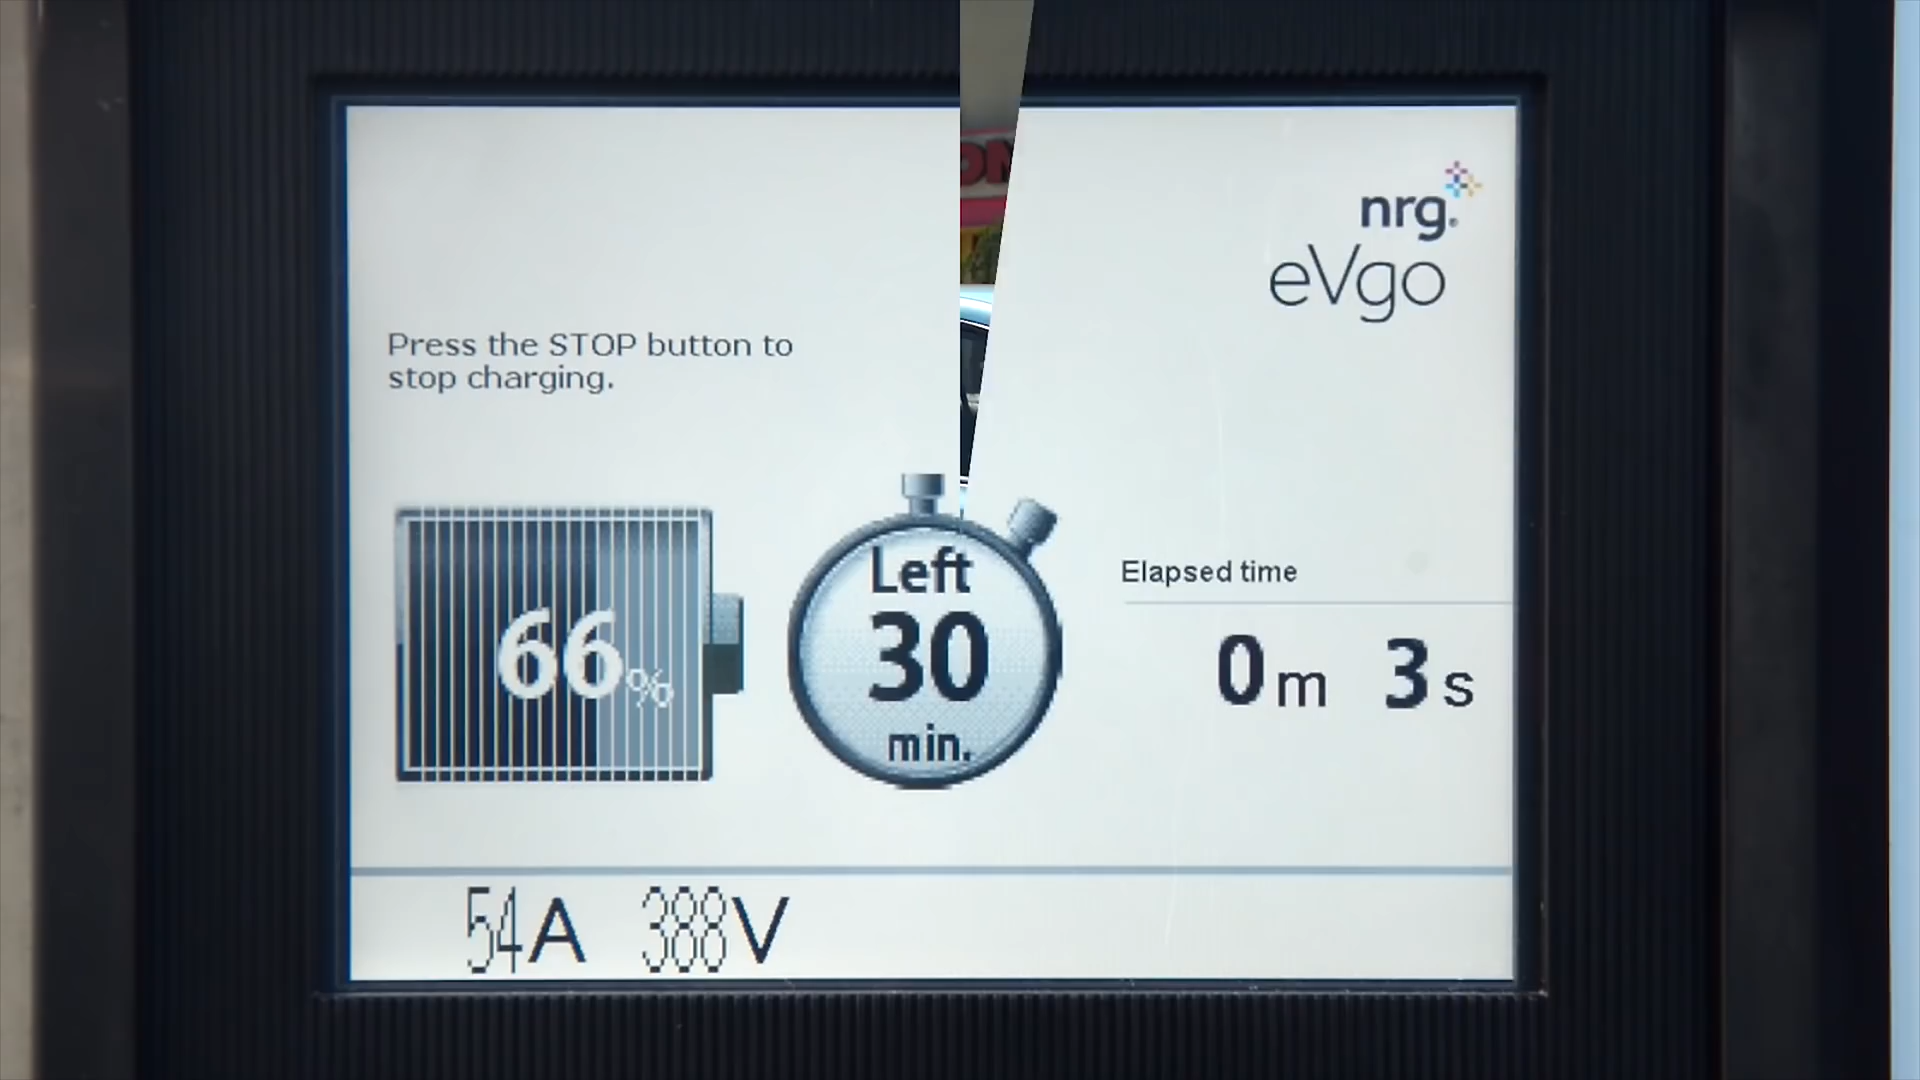 nrg.
eVgo
Press the STOP button to
stop charging.
66%
Left
30
min.
Elapsed time
0m 3s
54A 388V